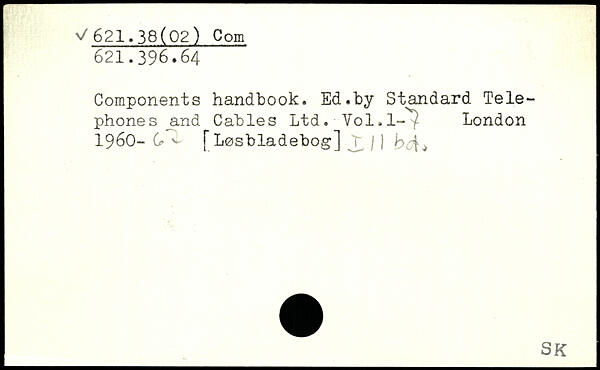 ✓ 621.38(02) Com
621.396.64
Components handbook. Ed.by Standard Tele-
phones and Cables Ltd. Vol.1-7 London
1960-62 [Løsbladebog] I 11 bd.
SK